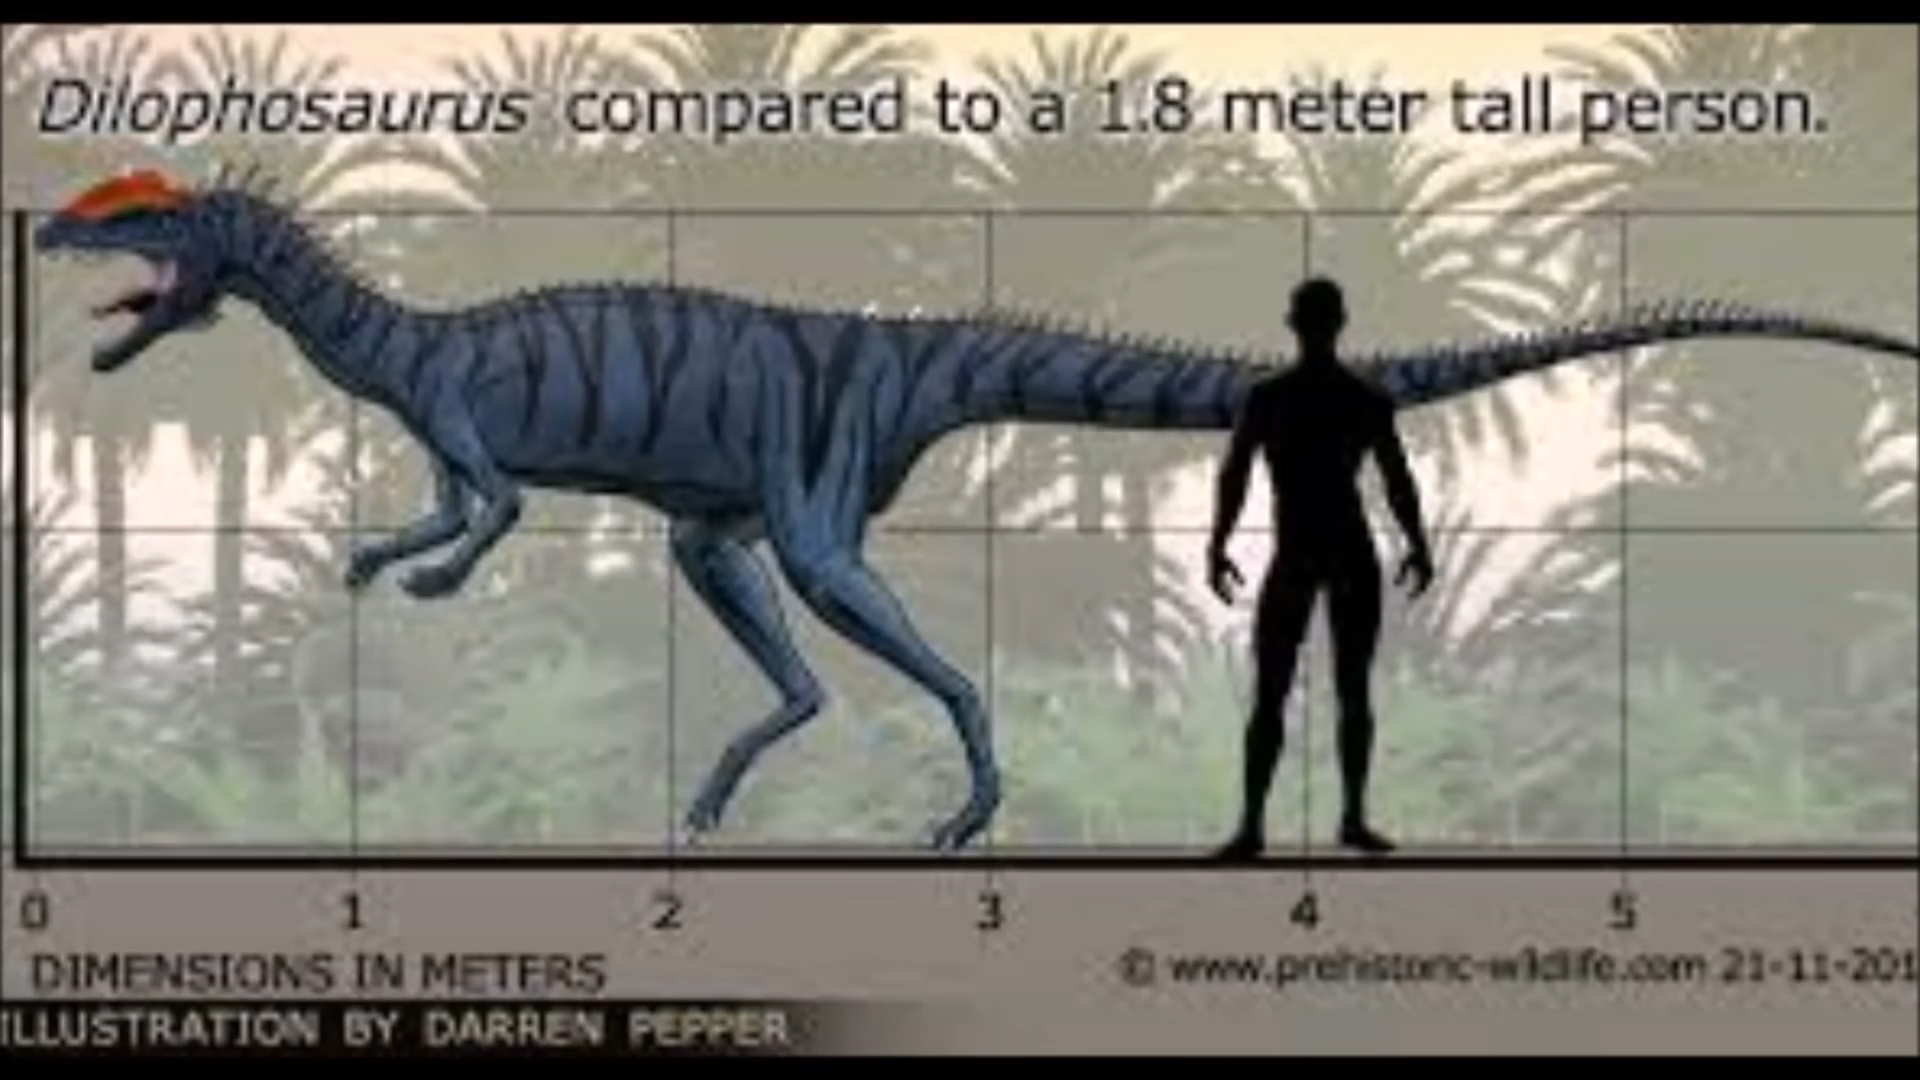 Dilophosaurus compared to a 1.8 meter tall person.
0 1 2 3 4 5
DIMENSIONS IN METERS
© www.prehistoric-wildlife.com 21-11-201
ILLUSTRATION BY DARREN PEPPER